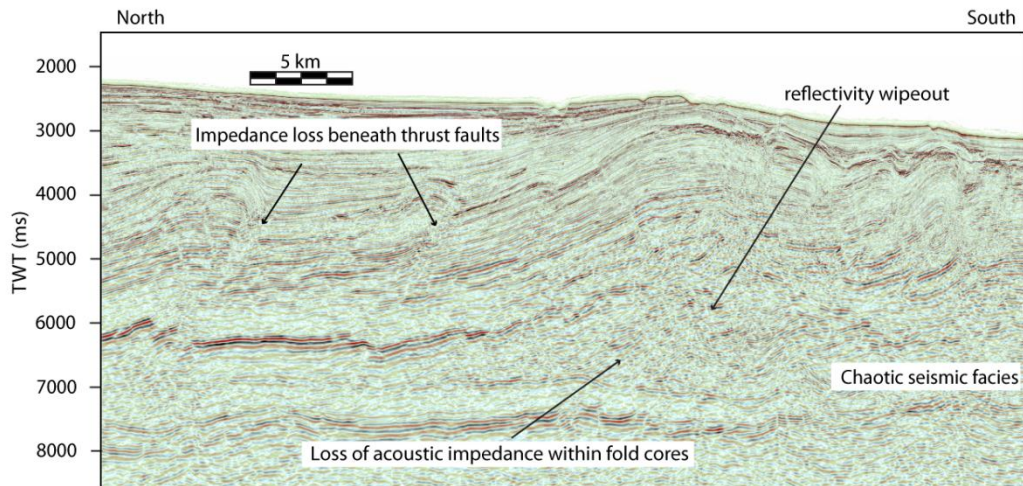 North
South
5 km
2000
reflectivity wipeout
3000
Impedance loss beneath thrust faults
4000
TWT (ms)
5000
6000
7000
Chaotic seismic facies
8000
Loss of acoustic impedance within fold cores